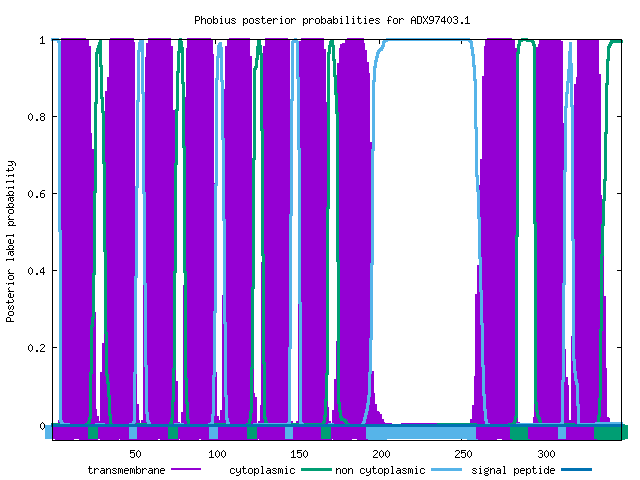 Phobius posterior probabilities for ADX97403.1
Posterior label probability
1
0.8
0.6
0.4
0.2
0
50 100 150 200 250 300
transmembrane cytoplasmic non cytoplasmic signal peptide